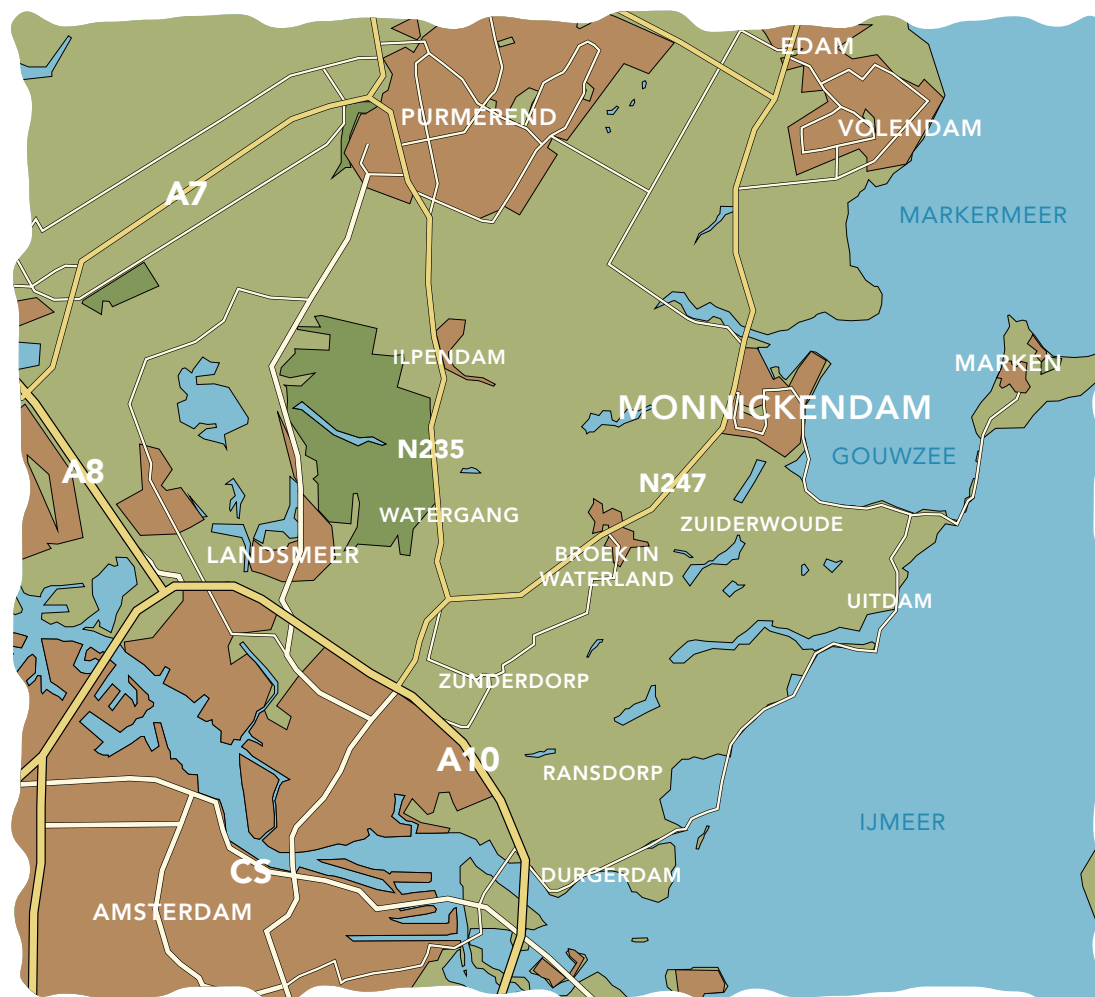 EDAM
PURMEREND
VOLENDAM
A7
MARKERMEER
ILPENDAM
MARKEN
MONNICKENDAM
N235
GOUWZEE
A8
N247
WATERGANG
ZUIDERWOUDE
LANDSMEER
BROEK IN
WATERLAND
UITDAM
ZUNDERDORP
A10
RANSDORP
IJMEER
CS
DURGERDAM
AMSTERDAM